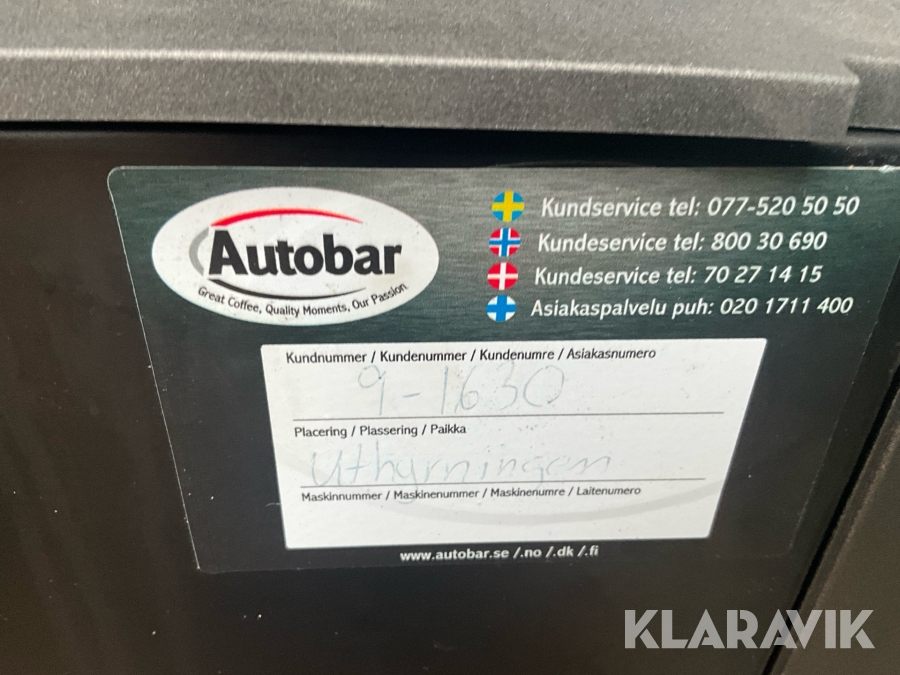 Autobar
Great Coffee, Quality Moments, Our Passion
Kundservice tel: 077-520 50 50
Kundeservice tel: 800 30 690
Kundeservice tel: 70 27 14 15
Asiakaspalvelu puh: 020 1711 400
Kundnummer / Kundenummer / Kundenumre / Asiakasnumero
9-1630
Placering / Plassering / Paikka
Uthyrningen
Maskinnummer / Maskinenummer / Maskinenumre / Laitenumero
www.autobar.se /.no /.dk /.fi
KLARAVIK